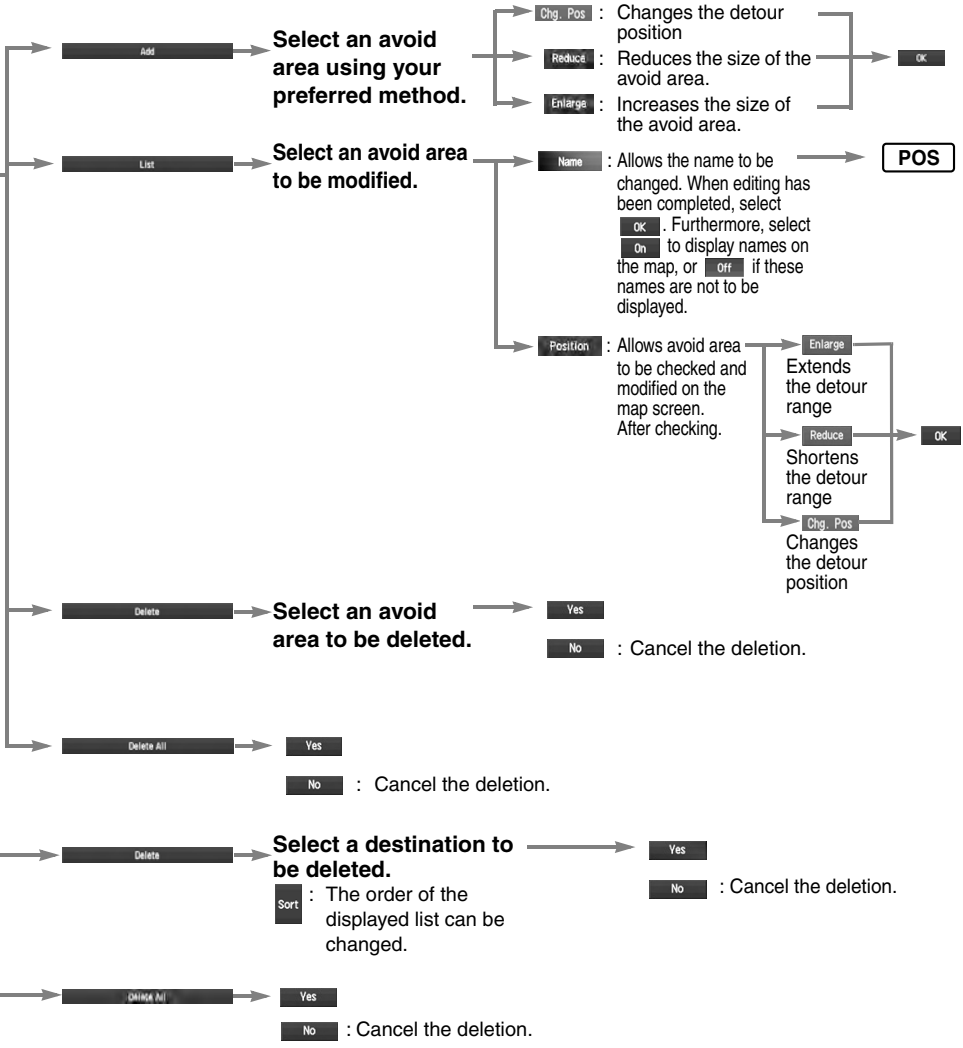 Add
Select an avoid
area using your
preferred method.
Chg. Pos : Changes the detour
position
Reduce : Reduces the size of the
avoid area.
Enlarge : Increases the size of
the avoid area.
OK
List
Select an avoid area
to be modified.
Name : Allows the name to be
changed. When editing has
been completed, select
OK . Furthermore, select
On to display names on
the map, or Off if these
names are not to be
displayed.
POS
Position : Allows avoid area
to be checked and
modified on the
map screen.
After checking.
Enlarge
Extends
the detour
range
Reduce
Shortens
the detour
range
Chg. Pos
Changes
the detour
position
OK
Delete
Select an avoid
area to be deleted.
Yes
No : Cancel the deletion.
Delete All
Yes
No : Cancel the deletion.
Delete
Select a destination to
be deleted.
Sort : The order of the
displayed list can be
changed.
Yes
No : Cancel the deletion.
Delete All
Yes
No : Cancel the deletion.